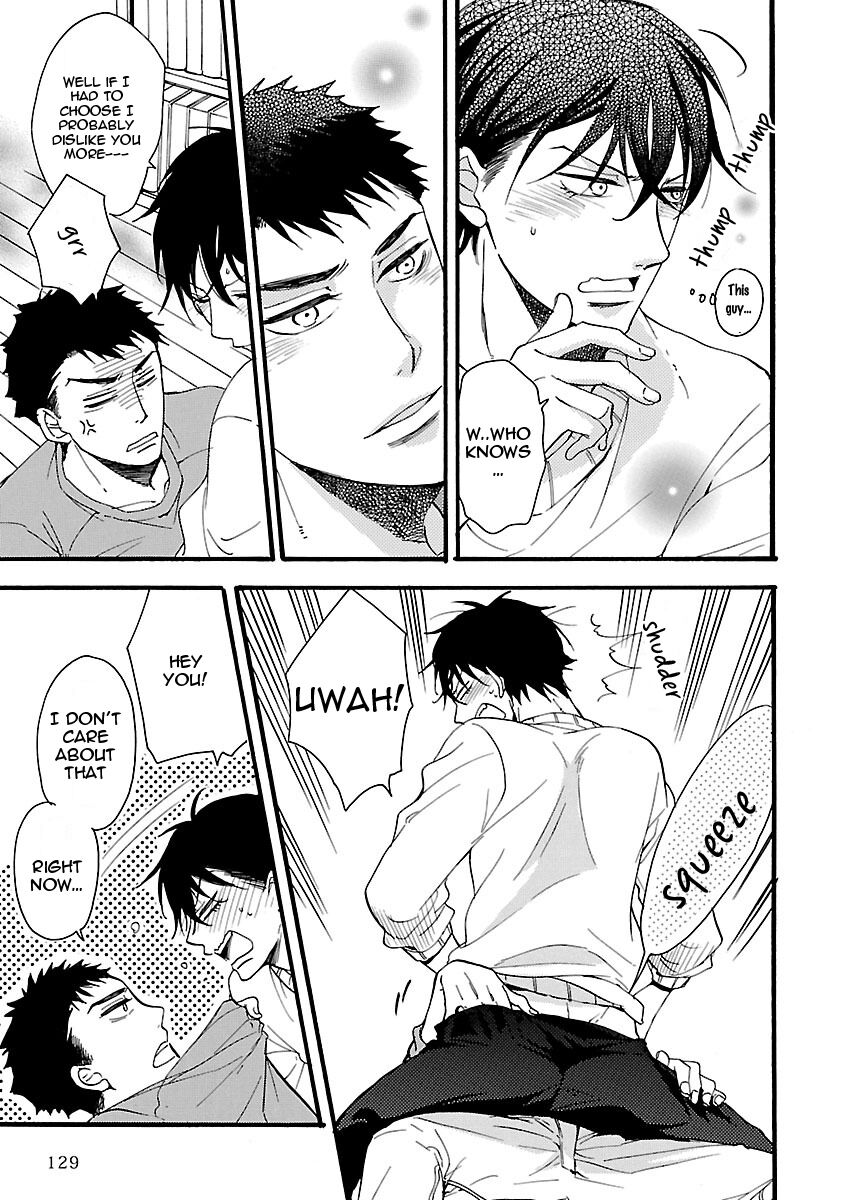 thump
thump
This
guy...
W..WHO
KNOWS
...
WELL IF I
HAD TO
CHOOSE I
PROBABLY
DISLIKE YOU
MORE---
grr
shudder
UWAH!
squeeze
HEY
YOU!
I DON'T
CARE
ABOUT
THAT
RIGHT
NOW...
129